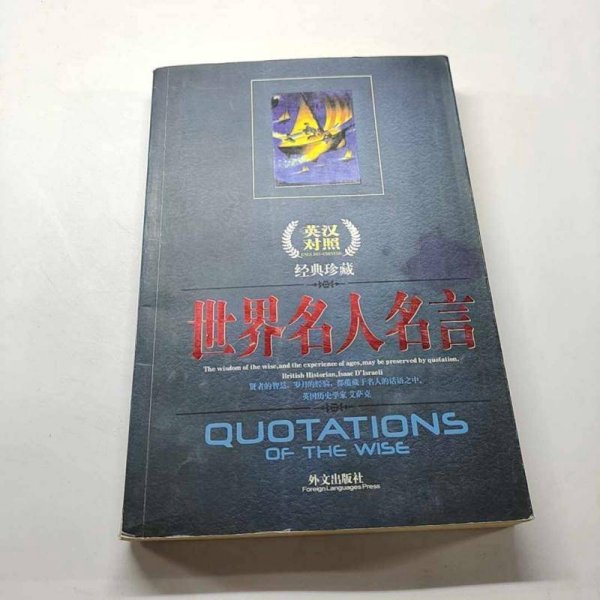 英汉
对照
ENGLISH-CHINESE
经典珍藏
世界名人名言
The wisdom of the wise,and the experience of ages,may be preserved by quotation.
British Historian,Isaac D'Israeli
贤者的智慧，岁月的经验，都蕴藏于名人的话语之中。
英国历史学家 艾萨克
QUOTATIONS
OF THE WISE
外文出版社
Foreign Languages Press